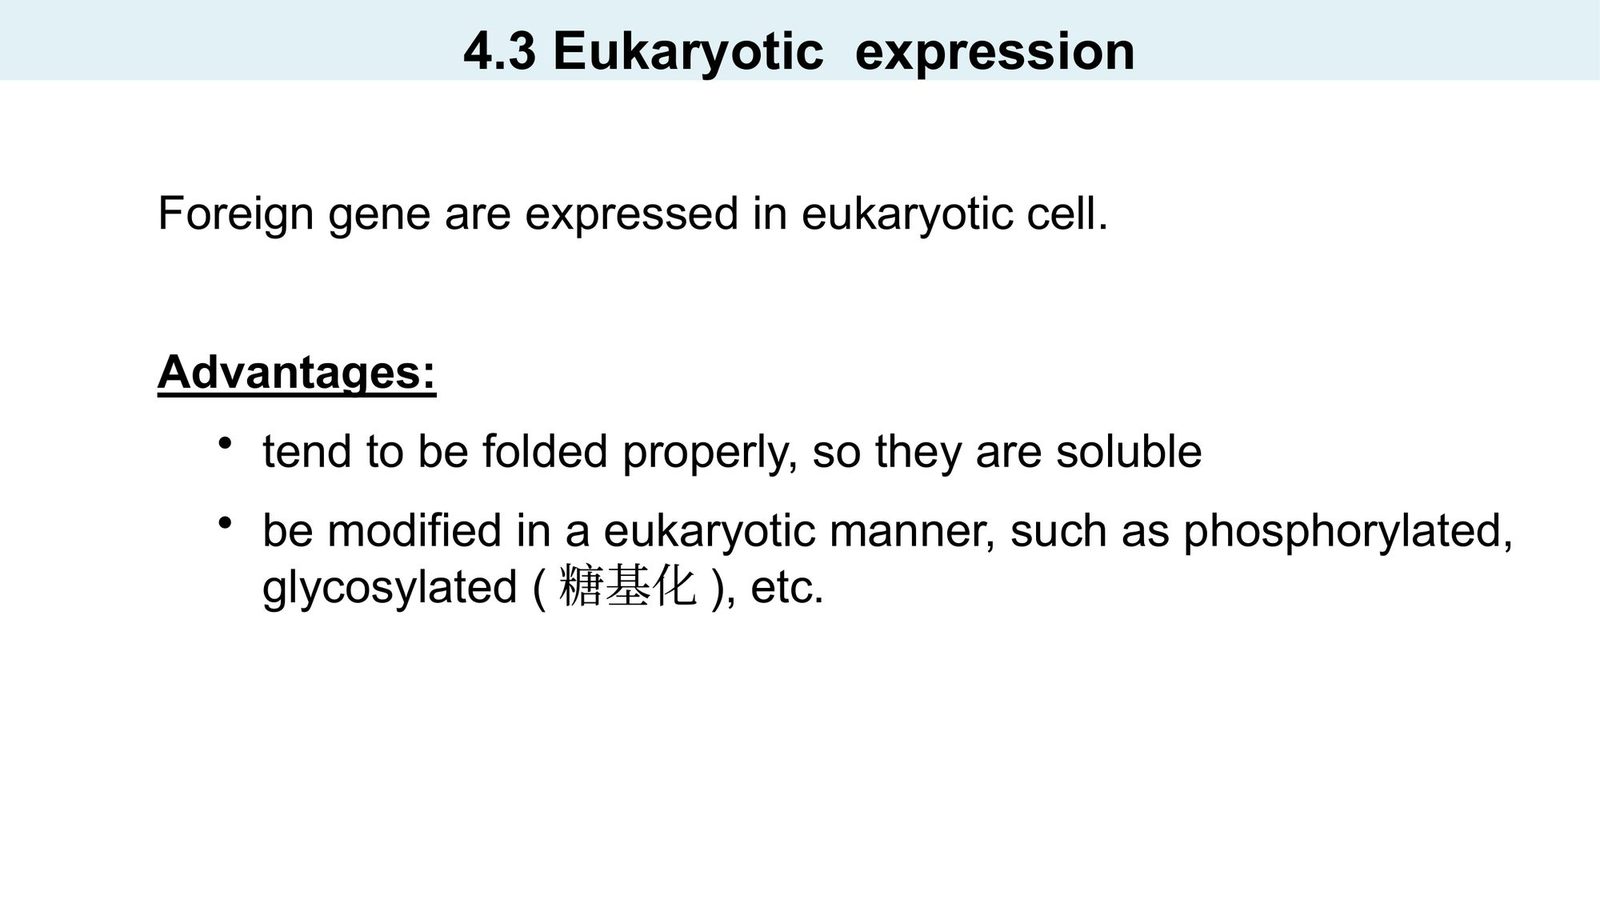 4.3 Eukaryotic  expression
Foreign gene are expressed in eukaryotic cell.
Advantages:
• tend to be folded properly, so they are soluble
• be modified in a eukaryotic manner, such as phosphorylated,
glycosylated ( 糖基化 ), etc.